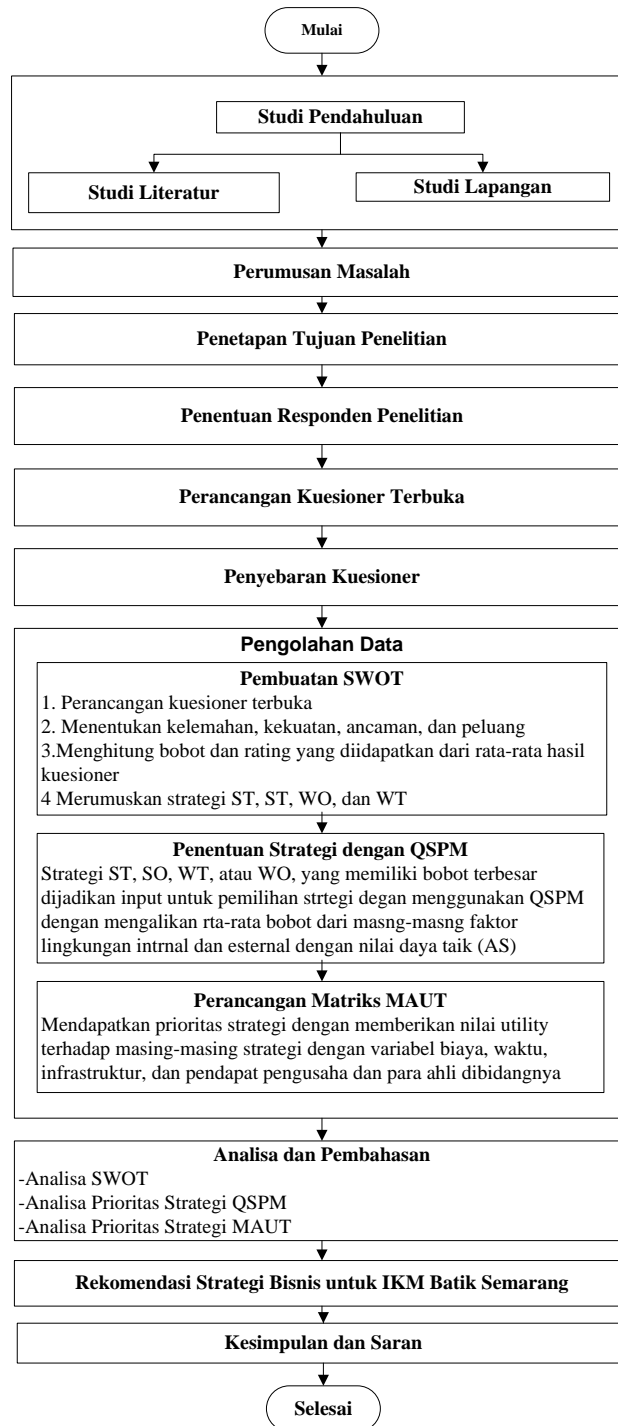 Mulai
Studi Pendahuluan
Studi Literatur
Studi Lapangan
Perumusan Masalah
Penetapan Tujuan Penelitian
Penentuan Responden Penelitian
Perancangan Kuesioner Terbuka
Penyebaran Kuesioner
Pengolahan Data
Pembuatan SWOT
1. Perancangan kuesioner terbuka
2. Menentukan kelemahan, kekuatan, ancaman, dan peluang
3.Menghitung bobot dan rating yang diidapatkan dari rata-rata hasil
kuesioner
4 Merumuskan strategi ST, ST, WO, dan WT
Penentuan Strategi dengan QSPM
Strategi ST, SO, WT, atau WO, yang memiliki bobot terbesar
dijadikan input untuk pemilihan strtegi degan menggunakan QSPM
dengan mengalikan rta-rata bobot dari masng-masng faktor
lingkungan intrnal dan esternal dengan nilai daya taik (AS)
Perancangan Matriks MAUT
Mendapatkan prioritas strategi dengan memberikan nilai utility
terhadap masing-masing strategi dengan variabel biaya, waktu,
infrastruktur, dan pendapat pengusaha dan para ahli dibidangnya
Analisa dan Pembahasan
-Analisa SWOT
-Analisa Prioritas Strategi QSPM
-Analisa Prioritas Strategi MAUT
Rekomendasi Strategi Bisnis untuk IKM Batik Semarang
Kesimpulan dan Saran
Selesai